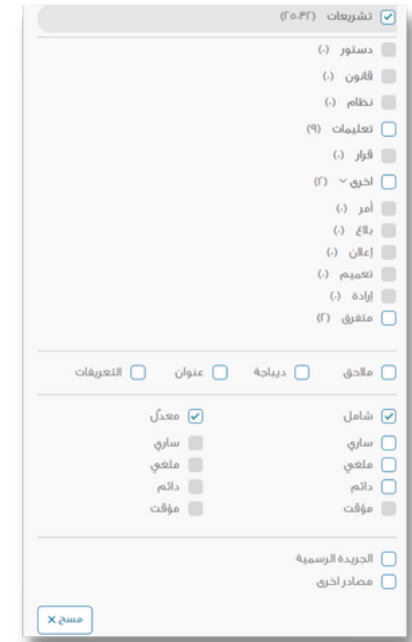 تشريعات (٢٥٠٣٢)
دستور (٠)
قانون (٠)
نظام (٠)
تعليمات (٩)
قرار (٠)
اخرى (٢)
أمر (٠)
بلاغ (٠)
إعلان (٠)
تعميم (٠)
إرادة (٠)
متفرق (٢)
ملاحق ديباجة عنوان التعريفات
شامل معدّل
ساري ساري
ملغي ملغي
دائم دائم
مؤقت مؤقت
الجريدة الرسمية
مصادر اخرى
مسح ×